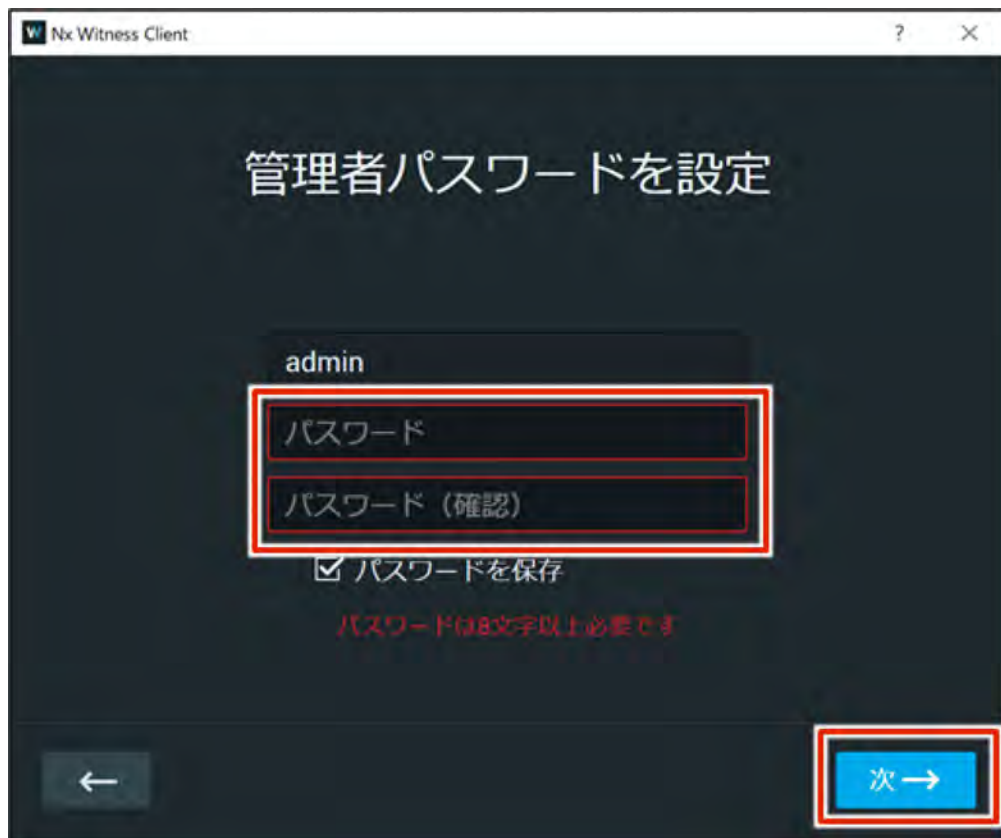 Nx Witness Client
管理者パスワードを設定
admin
パスワード
パスワード（確認）
パスワードを保存
パスワードは8文字以上必要です
次